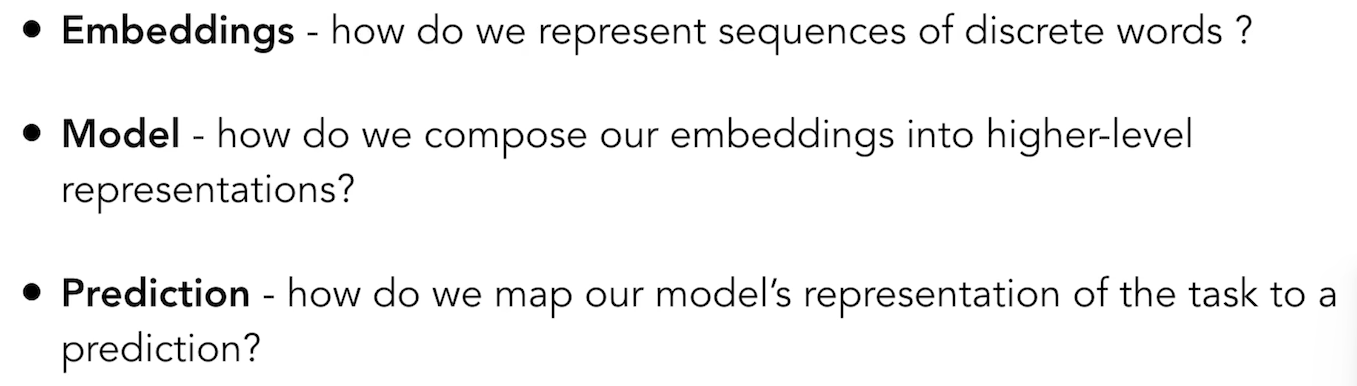 • Embeddings - how do we represent sequences of discrete words ?
• Model - how do we compose our embeddings into higher-level
representations?
• Prediction - how do we map our model’s representation of the task to a
prediction?